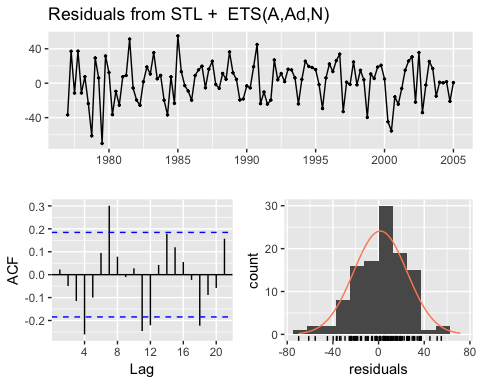 Residuals from STL +  ETS(A,Ad,N)
40
0
-40
1980 1985 1990 1995 2000 2005
0.3
0.2
0.1
0.0
-0.1
-0.2
ACF
4 8 12 16 20
Lag
30
20
10
0
count
-80 -40 0 40 80
residuals